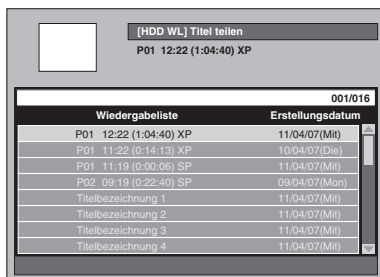 [HDD WL] Titel teilen
P01 12:22 (1:04:40) XP
001/016
Wiedergabeliste Erstellungsdatum
P01 12:22 (1:04:40) XP 11/04/07(Mit)
P01 11:22 (0:14:13) XP 10/04/07(Die)
P01 11:19 (0:00:06) SP 11/04/07(Mit)
P02 09:19 (0:22:40) SP 09/04/07(Mon)
Titelbezeichnung 1 11/04/07(Mit)
Titelbezeichnung 2 11/04/07(Mit)
Titelbezeichnung 3 11/04/07(Mit)
Titelbezeichnung 4 11/04/07(Mit)